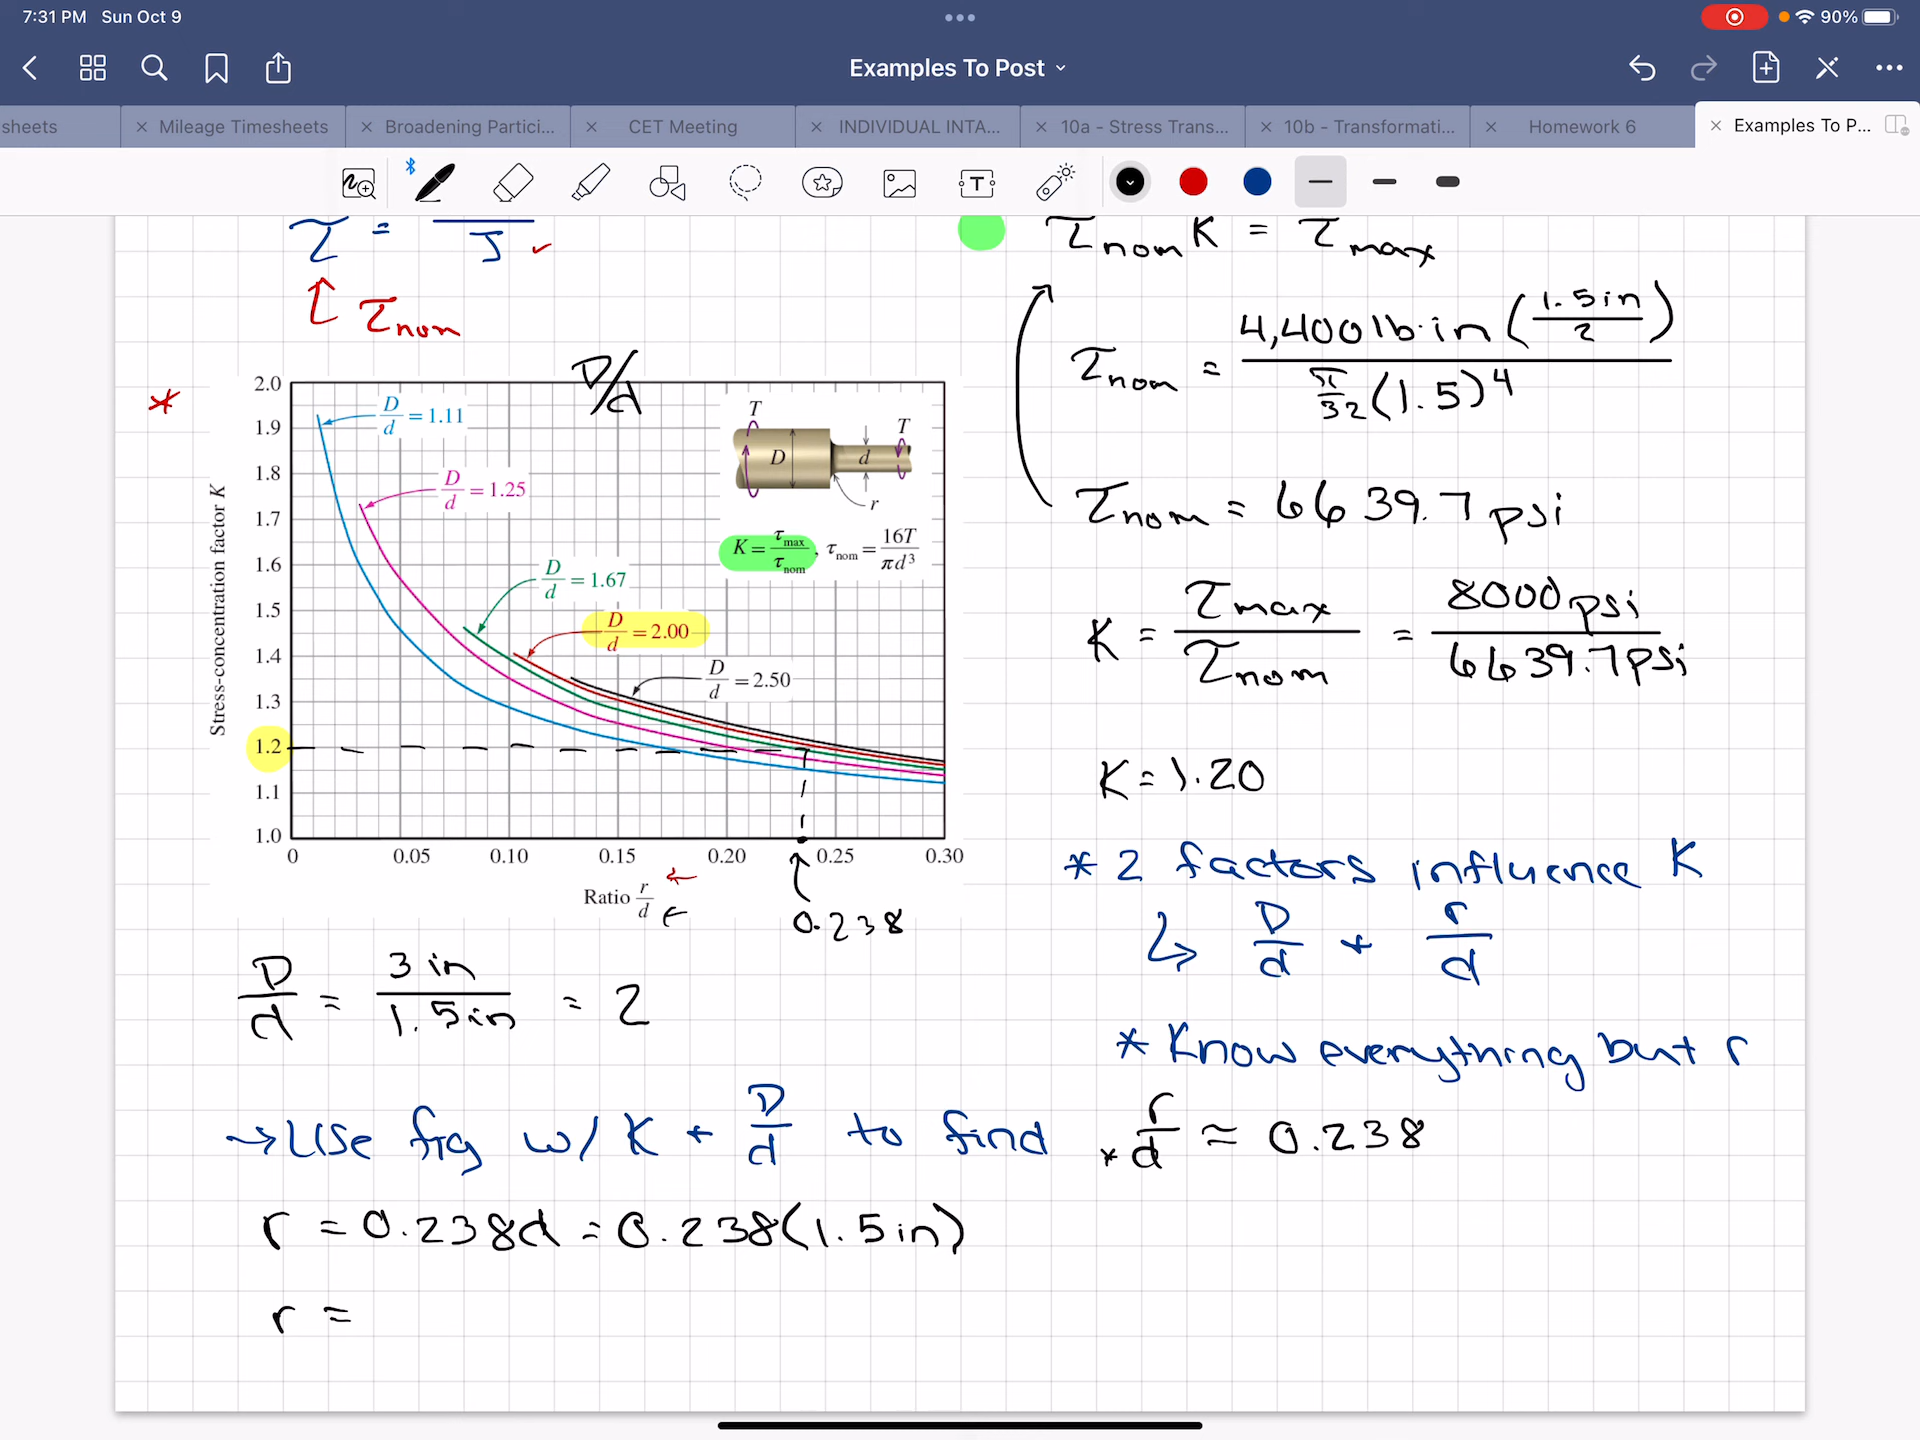 7:31 PM Sun Oct 9
90%
Examples To Post
sheets
Mileage Timesheets
Broadening Partici...
CET Meeting
INDIVIDUAL INTA...
10a - Stress Trans...
10b - Transformati...
Homework 6
Examples To P...
τ = / J
τnom
*
D/d
Stress-concentration factor K
2.0
1.9
1.8
1.7
1.6
1.5
1.4
1.3
1.2
1.1
1.0
D/d = 1.11
D/d = 1.25
D/d = 1.67
D/d = 2.00
D/d = 2.50
T
T
D
d
r
K = τmax/τnom, τnom = 16T/πd³
0 0.05 0.10 0.15 0.20 0.25 0.30
Ratio r/d
0.238
D/d = 3 in/1.5 in = 2
→ Use fig w/ K + D/d to find * r/d ≈ 0.238
r = 0.238d = 0.238(1.5 in)
r =
τnom K = τmax
τnom = 4,400 lb·in (1.5 in/2) / π/32 (1.5)⁴
τnom = 6639.7 psi
K = τmax/τnom = 8000 psi/6639.7 psi
K = 1.20
* 2 factors influence K
↳ D/d + r/d
* Know everything but r